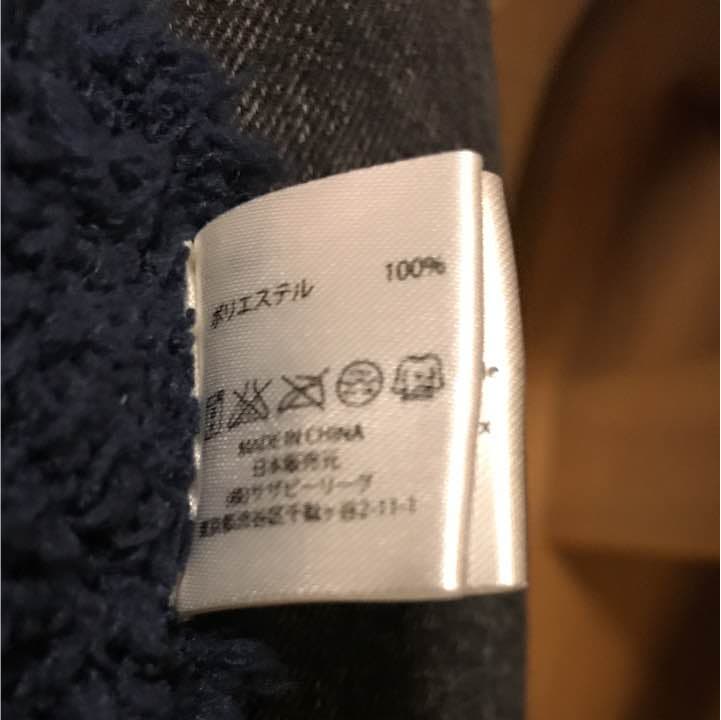 ポリエステル 100%
MADE IN CHINA
日本販売元
(株)サザビーリーグ
東京都渋谷区千駄ヶ谷2-11-1
e
x